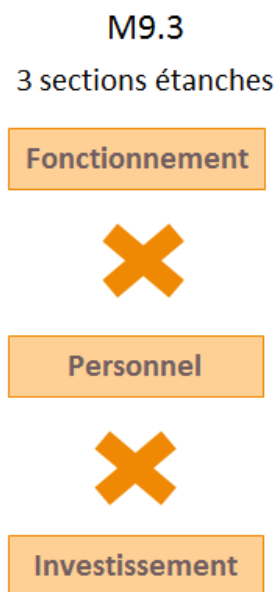 M9.3
3 sections étanches
Fonctionnement
Personnel
Investissement